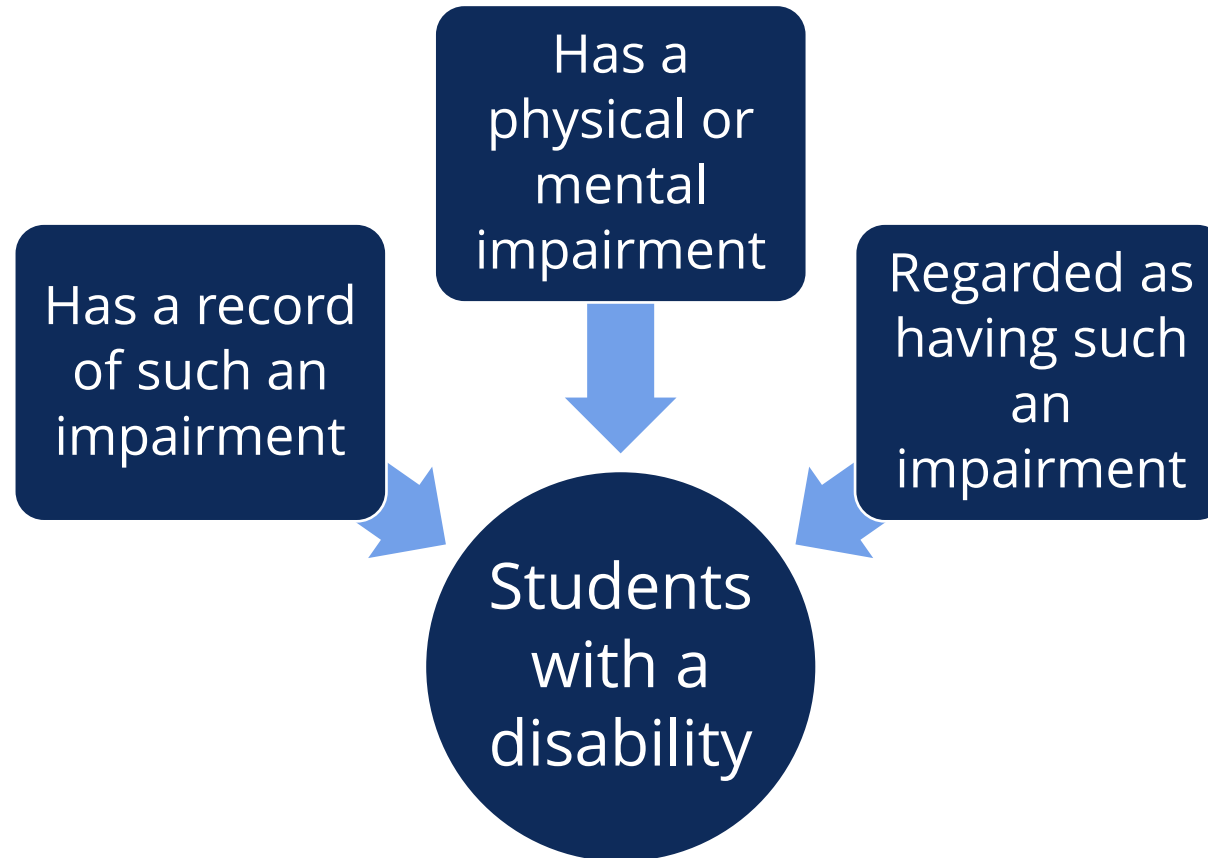 Has a
physical or
mental
impairment
Has a record
of such an
impairment
Regarded as
having such
an
impairment
Students
with a
disability